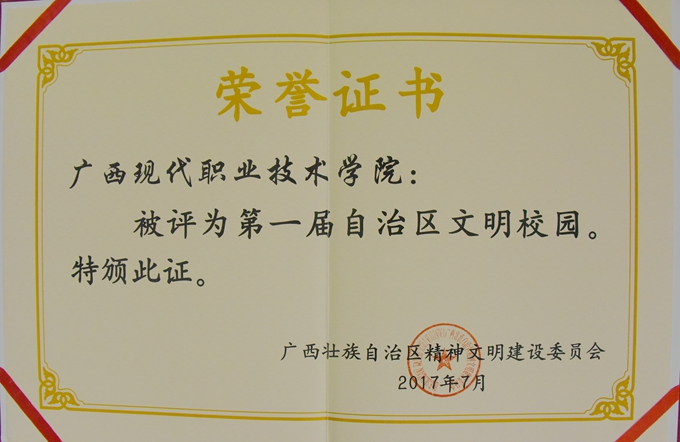 荣誉证书
广西现代职业技术学院：
被评为第一届自治区文明校园。
特颁此证。
广西壮族自治区精神文明建设委员会
2017年7月